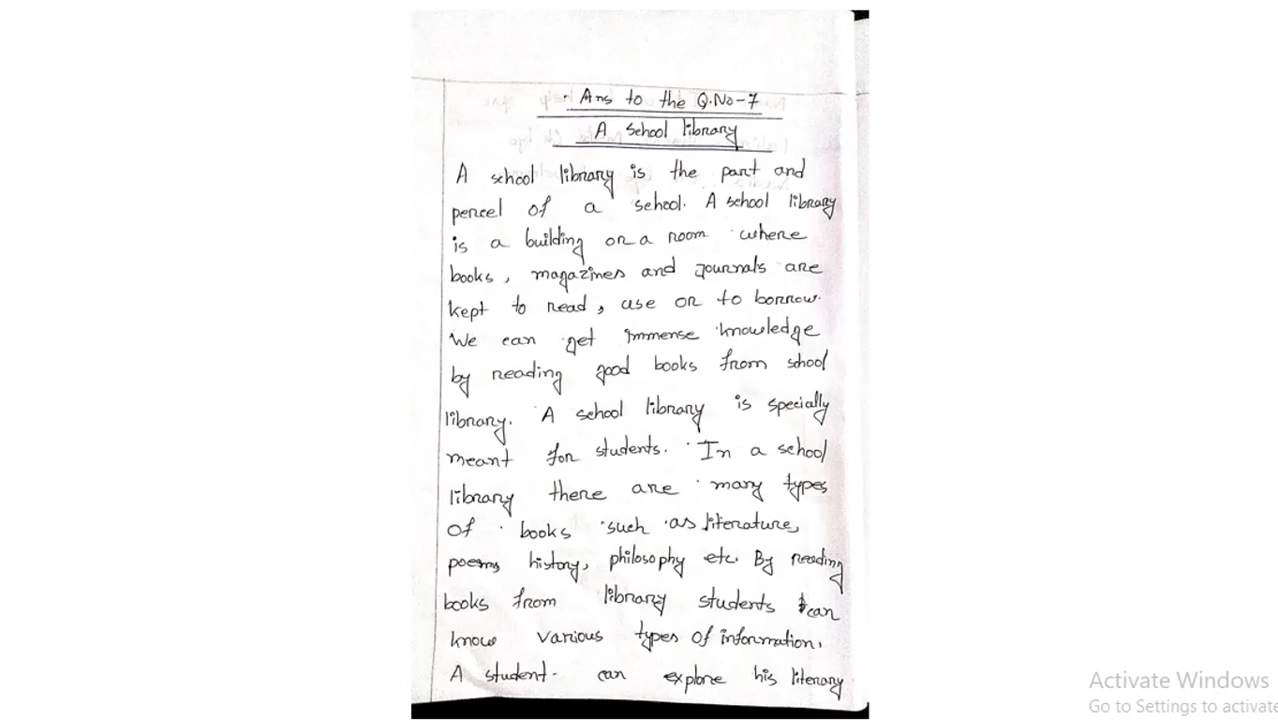 Ans to the Q.No-7
A school library
A school library is the part and
percel of a school. A school library
is a building or a room where
books, magazines and journals are
kept to read, use or to borrow.
We can get immense knowledge
by reading good books from school
library. A school library is specially
meant for students. In a school
library there are many types
of books such as literature,
poems, history, philosophy etc. By reading
books from library students can
know various types of information.
A student can explore his literary
Activate Windows
Go to Settings to activate